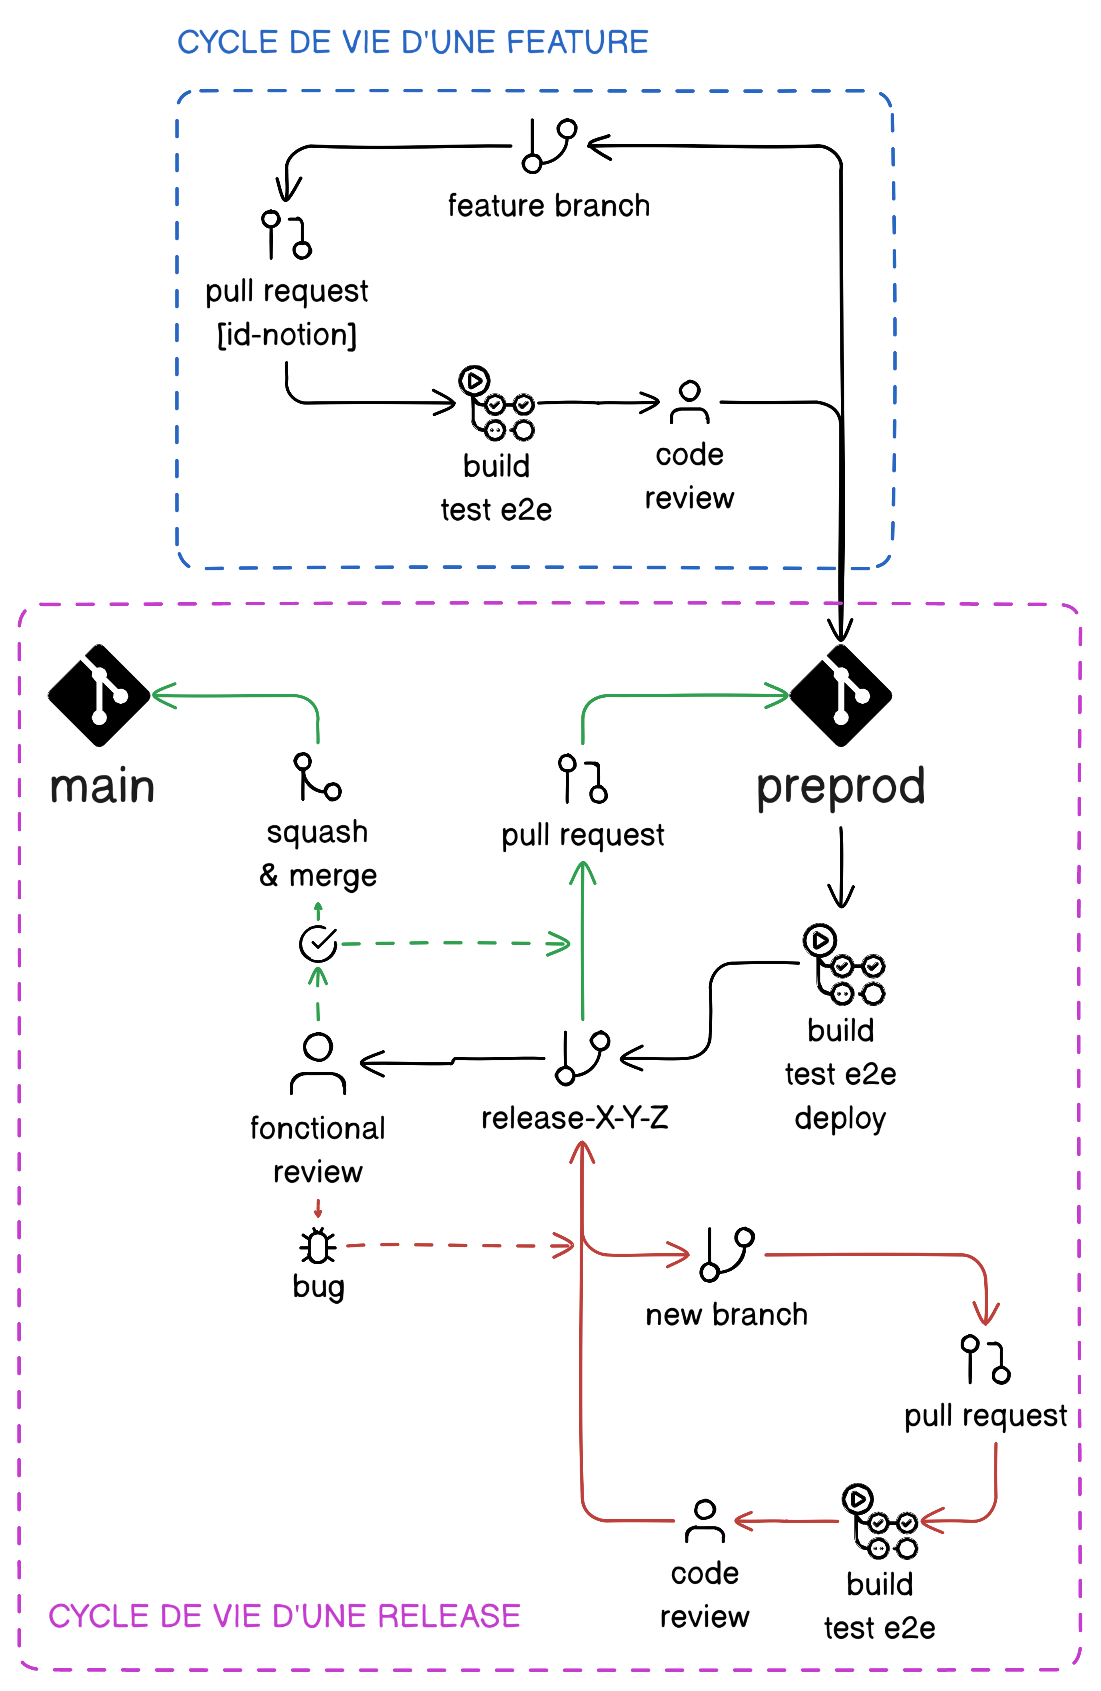 CYCLE DE VIE D'UNE FEATURE
feature branch
pull request
[id-notion]
build
test e2e
code
review
main
squash
& merge
pull request
preprod
build
test e2e
deploy
release-X-Y-Z
fonctional
review
bug
new branch
pull request
build
test e2e
code
review
CYCLE DE VIE D'UNE RELEASE